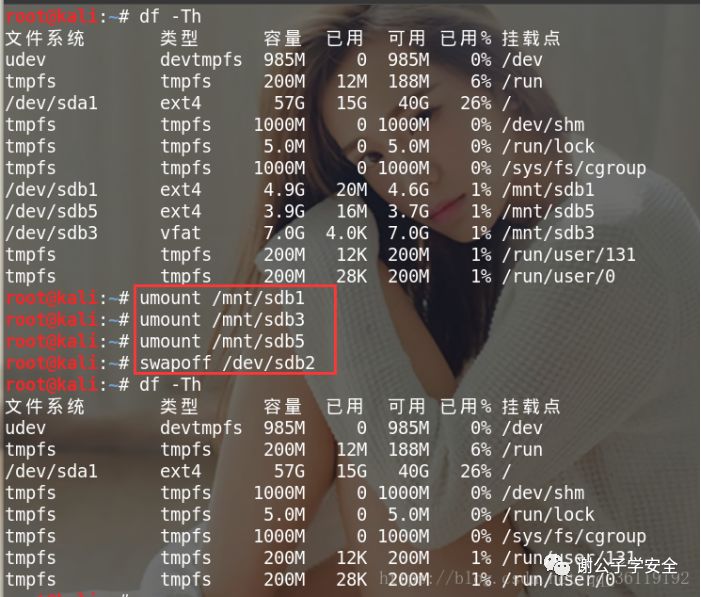 root@kali:~# df -Th
文件系统 类型 容量 已用 可用 已用% 挂载点
udev devtmpfs 985M 0 985M 0% /dev
tmpfs tmpfs 200M 12M 188M 6% /run
/dev/sda1 ext4 57G 15G 40G 26% /
tmpfs tmpfs 1000M 0 1000M 0% /dev/shm
tmpfs tmpfs 5.0M 0 5.0M 0% /run/lock
tmpfs tmpfs 1000M 0 1000M 0% /sys/fs/cgroup
/dev/sdb1 ext4 4.9G 20M 4.6G 1% /mnt/sdb1
/dev/sdb5 ext4 3.9G 16M 3.7G 1% /mnt/sdb5
/dev/sdb3 vfat 7.0G 4.0K 7.0G 1% /mnt/sdb3
tmpfs tmpfs 200M 12K 200M 1% /run/user/131
tmpfs tmpfs 200M 28K 200M 1% /run/user/0
root@kali:~# umount /mnt/sdb1
root@kali:~# umount /mnt/sdb3
root@kali:~# umount /mnt/sdb5
root@kali:~# swapoff /dev/sdb2
root@kali:~# df -Th
文件系统 类型 容量 已用 可用 已用% 挂载点
udev devtmpfs 985M 0 985M 0% /dev
tmpfs tmpfs 200M 12M 188M 6% /run
/dev/sda1 ext4 57G 15G 40G 26% /
tmpfs tmpfs 1000M 0 1000M 0% /dev/shm
tmpfs tmpfs 5.0M 0 5.0M 0% /run/lock
tmpfs tmpfs 1000M 0 1000M 0% /sys/fs/cgroup
tmpfs tmpfs 200M 12K 200M 1% /run/user/131
谢公子学安全
tmpfs tmpfs 200M 28K 200M 1% /run/user/0